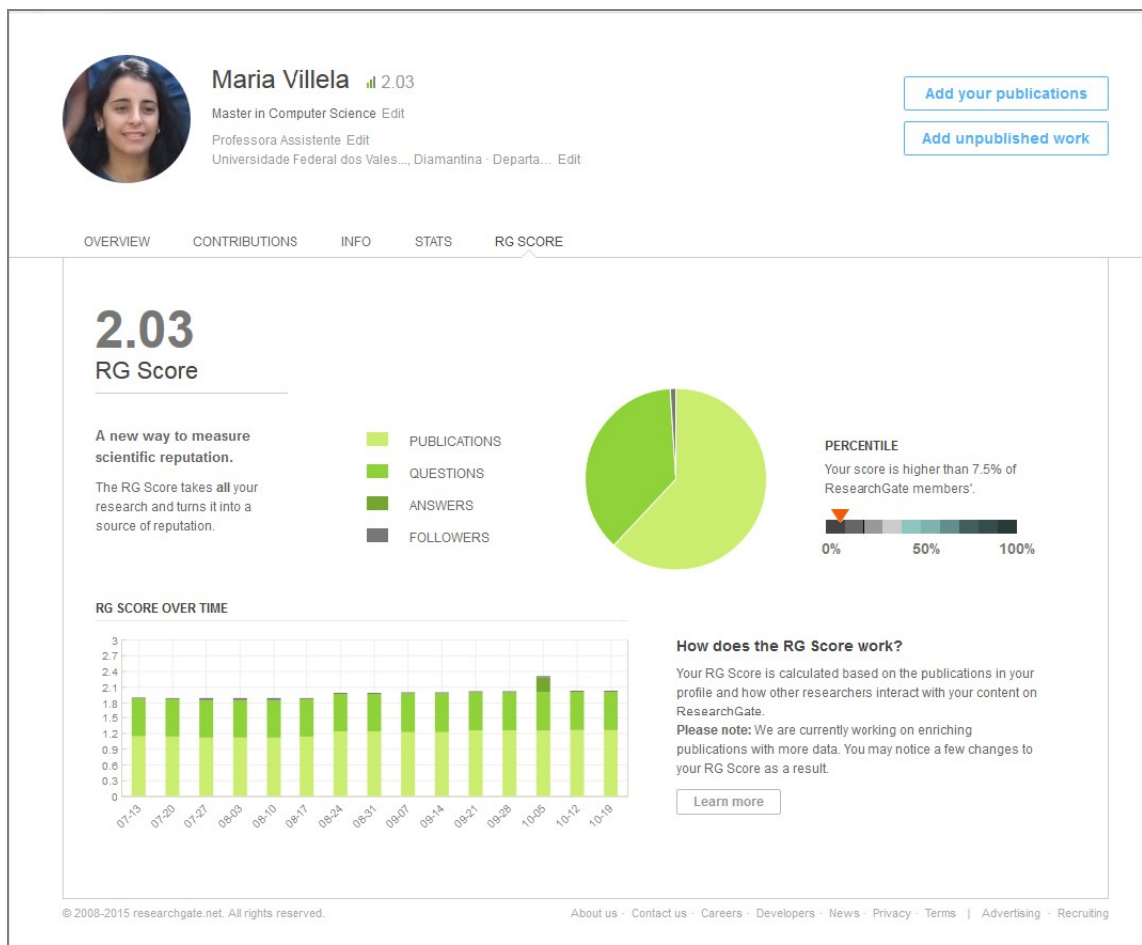 Maria Villela 2.03
Master in Computer Science Edit
Professora Assistente Edit
Universidade Federal dos Vales..., Diamantina · Departa... Edit
Add your publications
Add unpublished work
OVERVIEW CONTRIBUTIONS INFO STATS RG SCORE
2.03
RG Score
A new way to measure
scientific reputation.
The RG Score takes all your
research and turns it into a
source of reputation.
PUBLICATIONS
QUESTIONS
ANSWERS
FOLLOWERS
PERCENTILE
Your score is higher than 7.5% of
ResearchGate members'.
0% 50% 100%
RG SCORE OVER TIME
3
2.7
2.4
2.1
1.8
1.5
1.2
0.9
0.6
0.3
0
07-13 07-20 07-27 08-03 08-10 08-17 08-24 08-31 09-07 09-14 09-21 09-28 10-05 10-12 10-19
How does the RG Score work?
Your RG Score is calculated based on the publications in your
profile and how other researchers interact with your content on
ResearchGate.
Please note: We are currently working on enriching
publications with more data. You may notice a few changes to
your RG Score as a result.
Learn more
© 2008-2015 researchgate.net. All rights reserved.
About us · Contact us · Careers · Developers · News · Privacy · Terms | Advertising · Recruiting